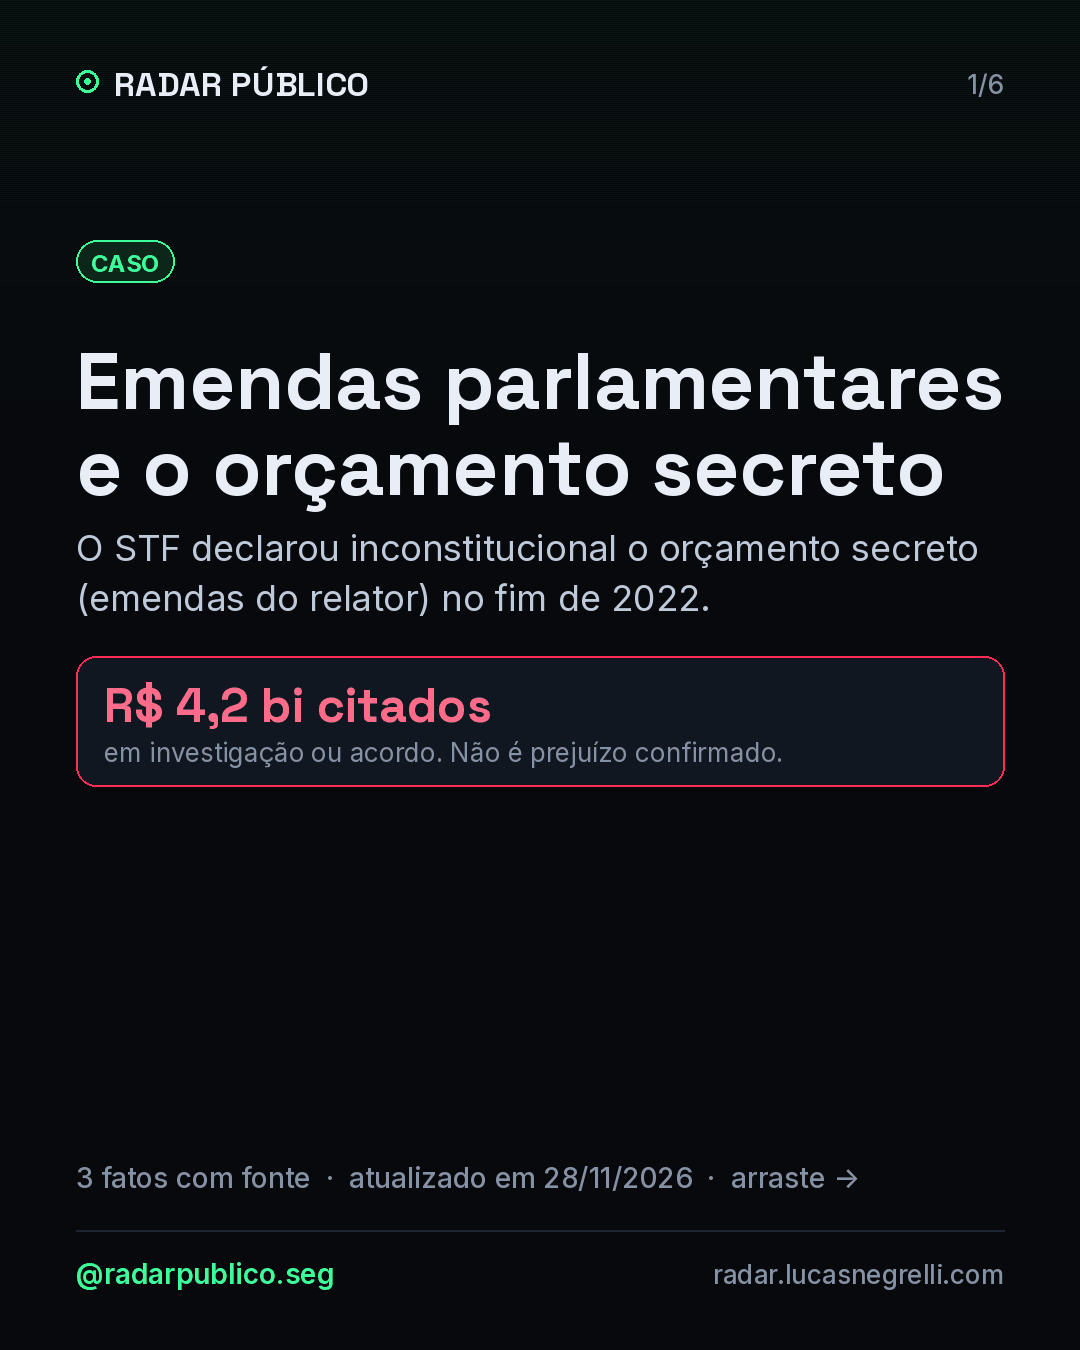 RADAR PÚBLICO
1/6
CASO
Emendas parlamentares
e o orçamento secreto
O STF declarou inconstitucional o orçamento secreto
(emendas do relator) no fim de 2022.
R$ 4,2 bi citados
em investigação ou acordo. Não é prejuízo confirmado.
3 fatos com fonte · atualizado em 28/11/2026 · arraste →
@radarpublico.seg
radar.lucasnegrelli.com